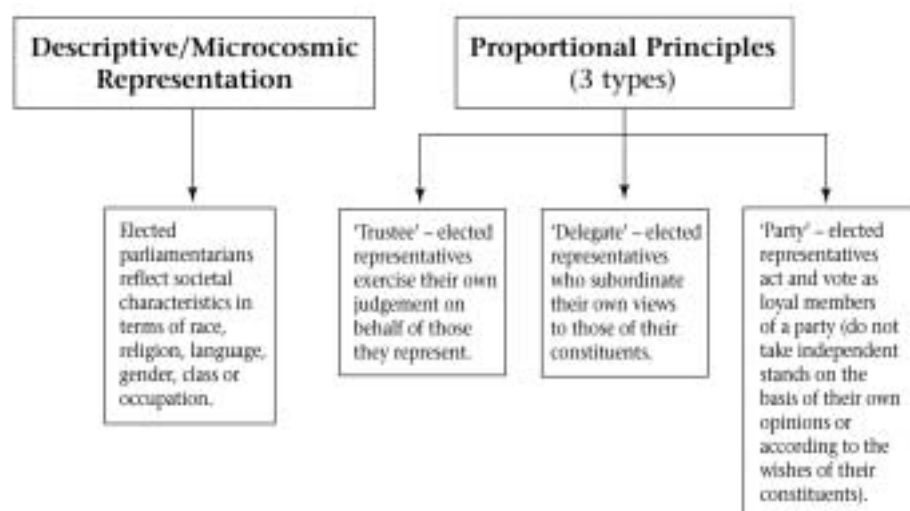 Descriptive/Microcosmic
Representation
Proportional Principles
(3 types)
Elected
parliamentarians
reflect societal
characteristics in
terms of race,
religion, language,
gender, class or
occupation.
'Trustee' – elected
representatives
exercise their own
judgement on
behalf of those
they represent.
'Delegate' – elected
representatives
who subordinate
their own views
to those of their
constituents.
'Party' – elected
representatives
act and vote as
loyal members
of a party (do not
take independent
stands on the
basis of their own
opinions or
according to the
wishes of their
constituents).